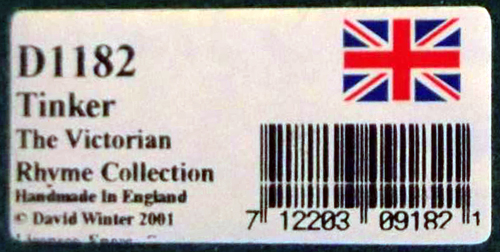 D1182
Tinker
The Victorian
Rhyme Collection
Handmade In England
© David Winter 2001
7 12203 09182 1